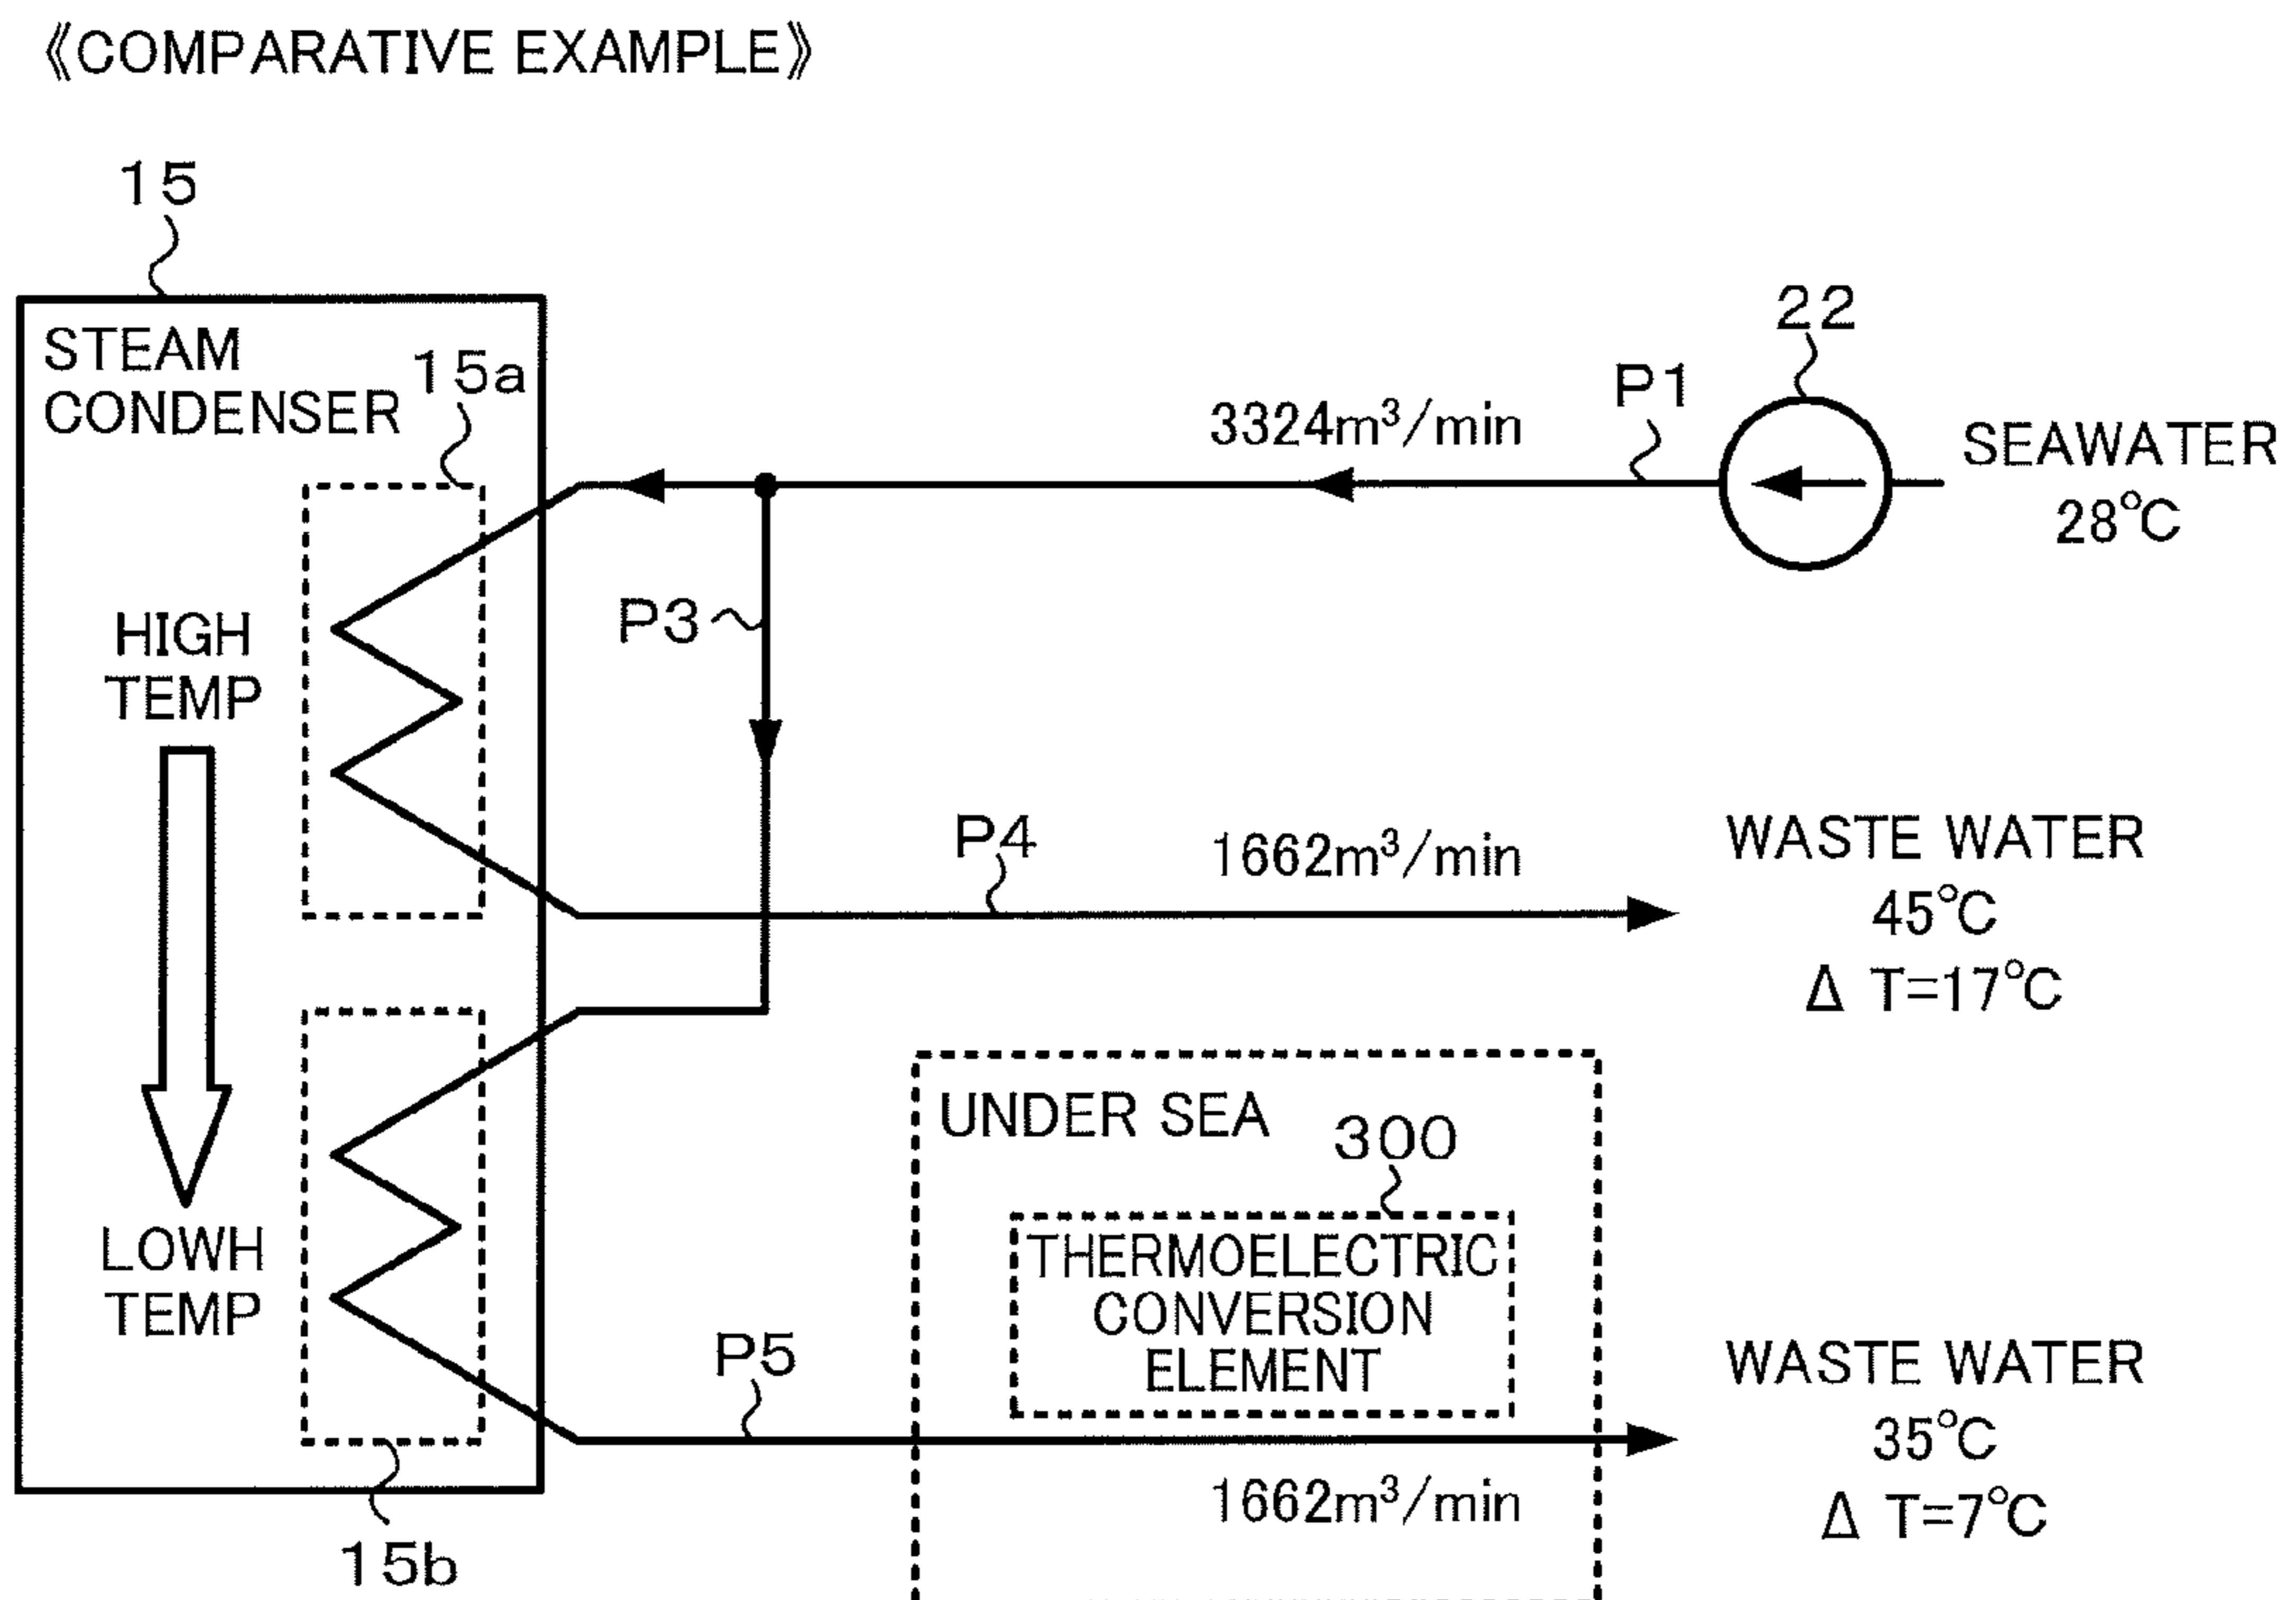 《COMPARATIVE EXAMPLE》
15
STEAM
CONDENSER
15a
22
P1
3324m³/min
SEAWATER
28°C
P3
HIGH
TEMP
P4
1662m³/min
WASTE WATER
45°C
Δ T=17°C
UNDER SEA
300
THERMOELECTRIC
CONVERSION
ELEMENT
LOWH
TEMP
P5
1662m³/min
WASTE WATER
35°C
Δ T=7°C
15b